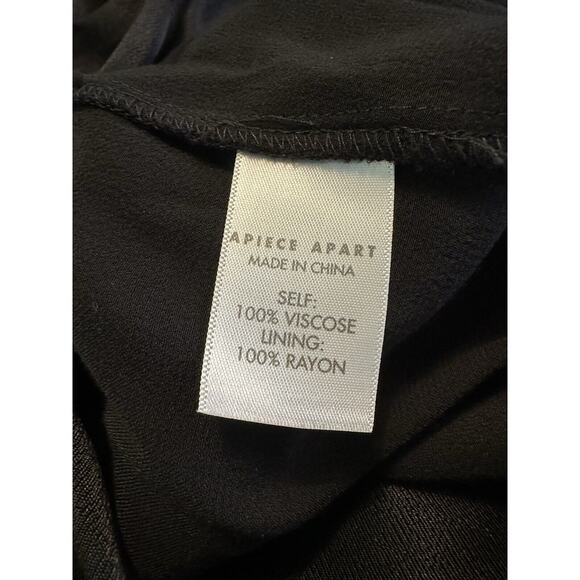 APIECE APART
MADE IN CHINA
SELF:
100% VISCOSE
LINING:
100% RAYON